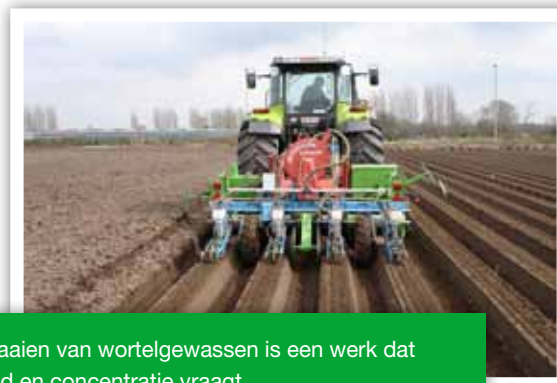 aaien van wortelgewassen is een werk dat
d en concentratie vraagt